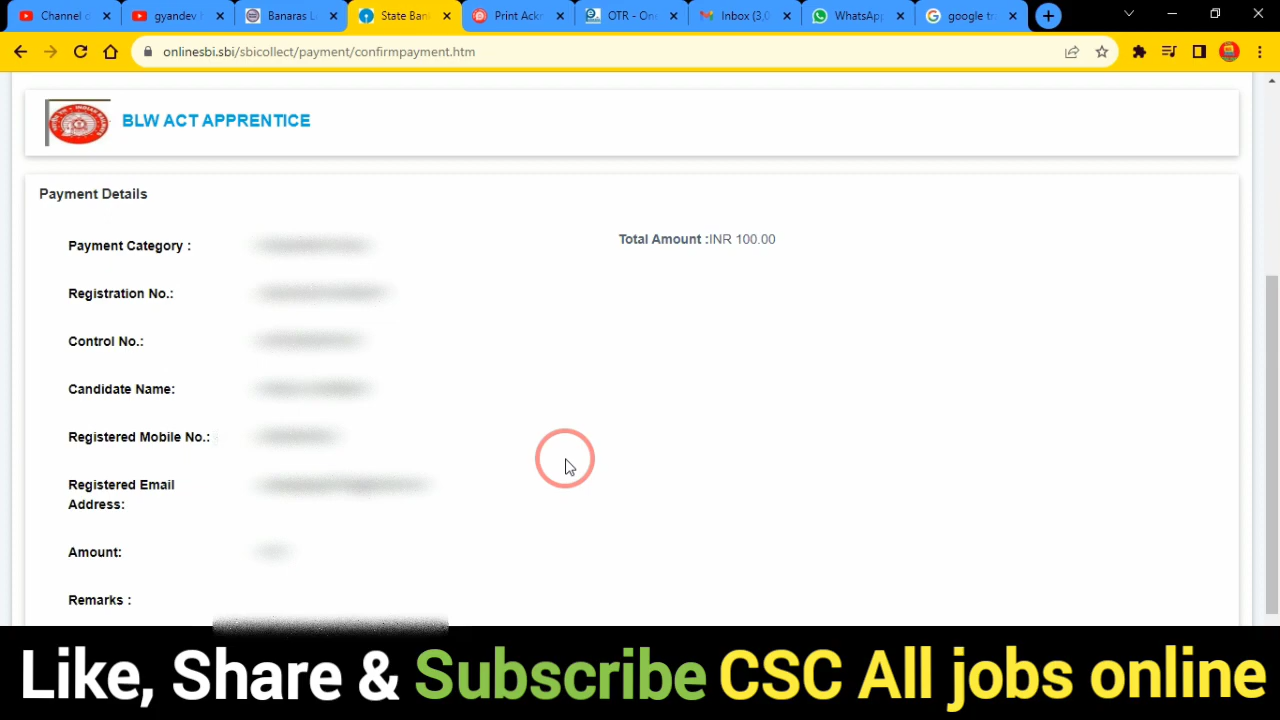 Channel d
gyandev
Banaras L
State Ban
Print Ackr
OTR - One
Inbox (3,0
WhatsApp
google tr
onlinesbi.sbi/sbicollect/payment/confirmpayment.htm
BLW ACT APPRENTICE
Payment Details
Payment Category :
Total Amount :INR 100.00
Registration No.:
Control No.:
Candidate Name:
Registered Mobile No.:
Registered Email
Address:
Amount:
Remarks :
Like, Share & Subscribe CSC All jobs online